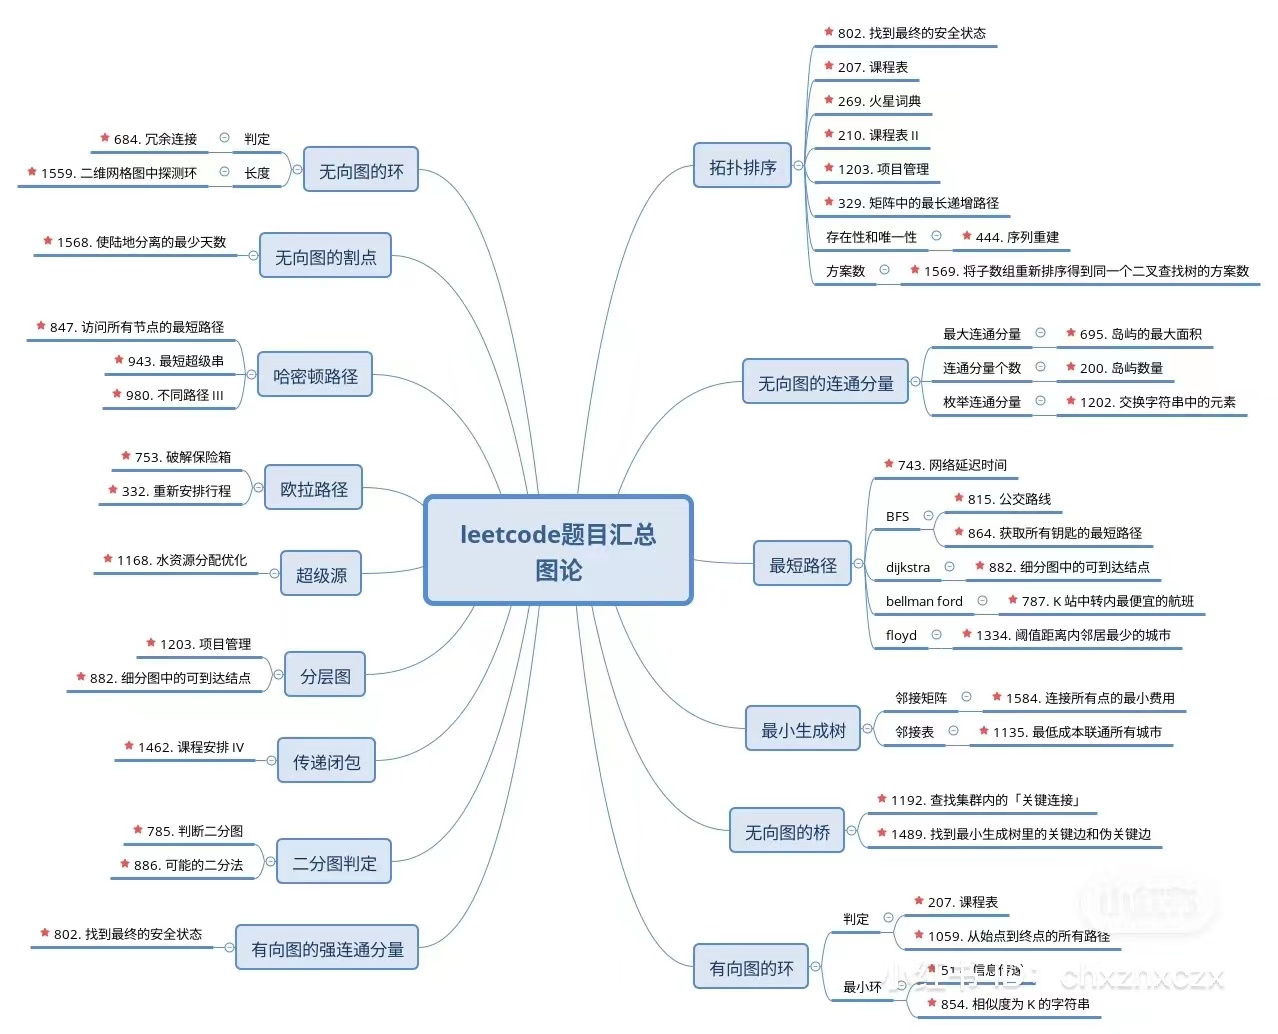 leetcode题目汇总
图论
无向图的环
判定
684. 冗余连接
长度
1559. 二维网格图中探测环
无向图的割点
1568. 使陆地分离的最少天数
哈密顿路径
847. 访问所有节点的最短路径
943. 最短超级串
980. 不同路径 III
欧拉路径
753. 破解保险箱
332. 重新安排行程
超级源
1168. 水资源分配优化
分层图
1203. 项目管理
882. 细分图中的可到达结点
传递闭包
1462. 课程安排 IV
二分图判定
785. 判断二分图
886. 可能的二分法
有向图的强连通分量
802. 找到最终的安全状态
拓扑排序
802. 找到最终的安全状态
207. 课程表
269. 火星词典
210. 课程表 II
1203. 项目管理
329. 矩阵中的最长递增路径
存在性和唯一性
444. 序列重建
方案数
1569. 将子数组重新排序得到同一个二叉查找树的方案数
无向图的连通分量
最大连通分量
695. 岛屿的最大面积
连通分量个数
200. 岛屿数量
枚举连通分量
1202. 交换字符串中的元素
最短路径
743. 网络延迟时间
BFS
815. 公交路线
864. 获取所有钥匙的最短路径
dijkstra
882. 细分图中的可到达结点
bellman ford
787. K 站中转内最便宜的航班
floyd
1334. 阈值距离内邻居最少的城市
最小生成树
邻接矩阵
1584. 连接所有点的最小费用
邻接表
1135. 最低成本联通所有城市
无向图的桥
1192. 查找集群内的「关键连接」
1489. 找到最小生成树里的关键边和伪关键边
有向图的环
判定
207. 课程表
1059. 从始点到终点的所有路径
最小环
信息传递
854. 相似度为 K 的字符串
小红书
小红书 ID: chxznxczx